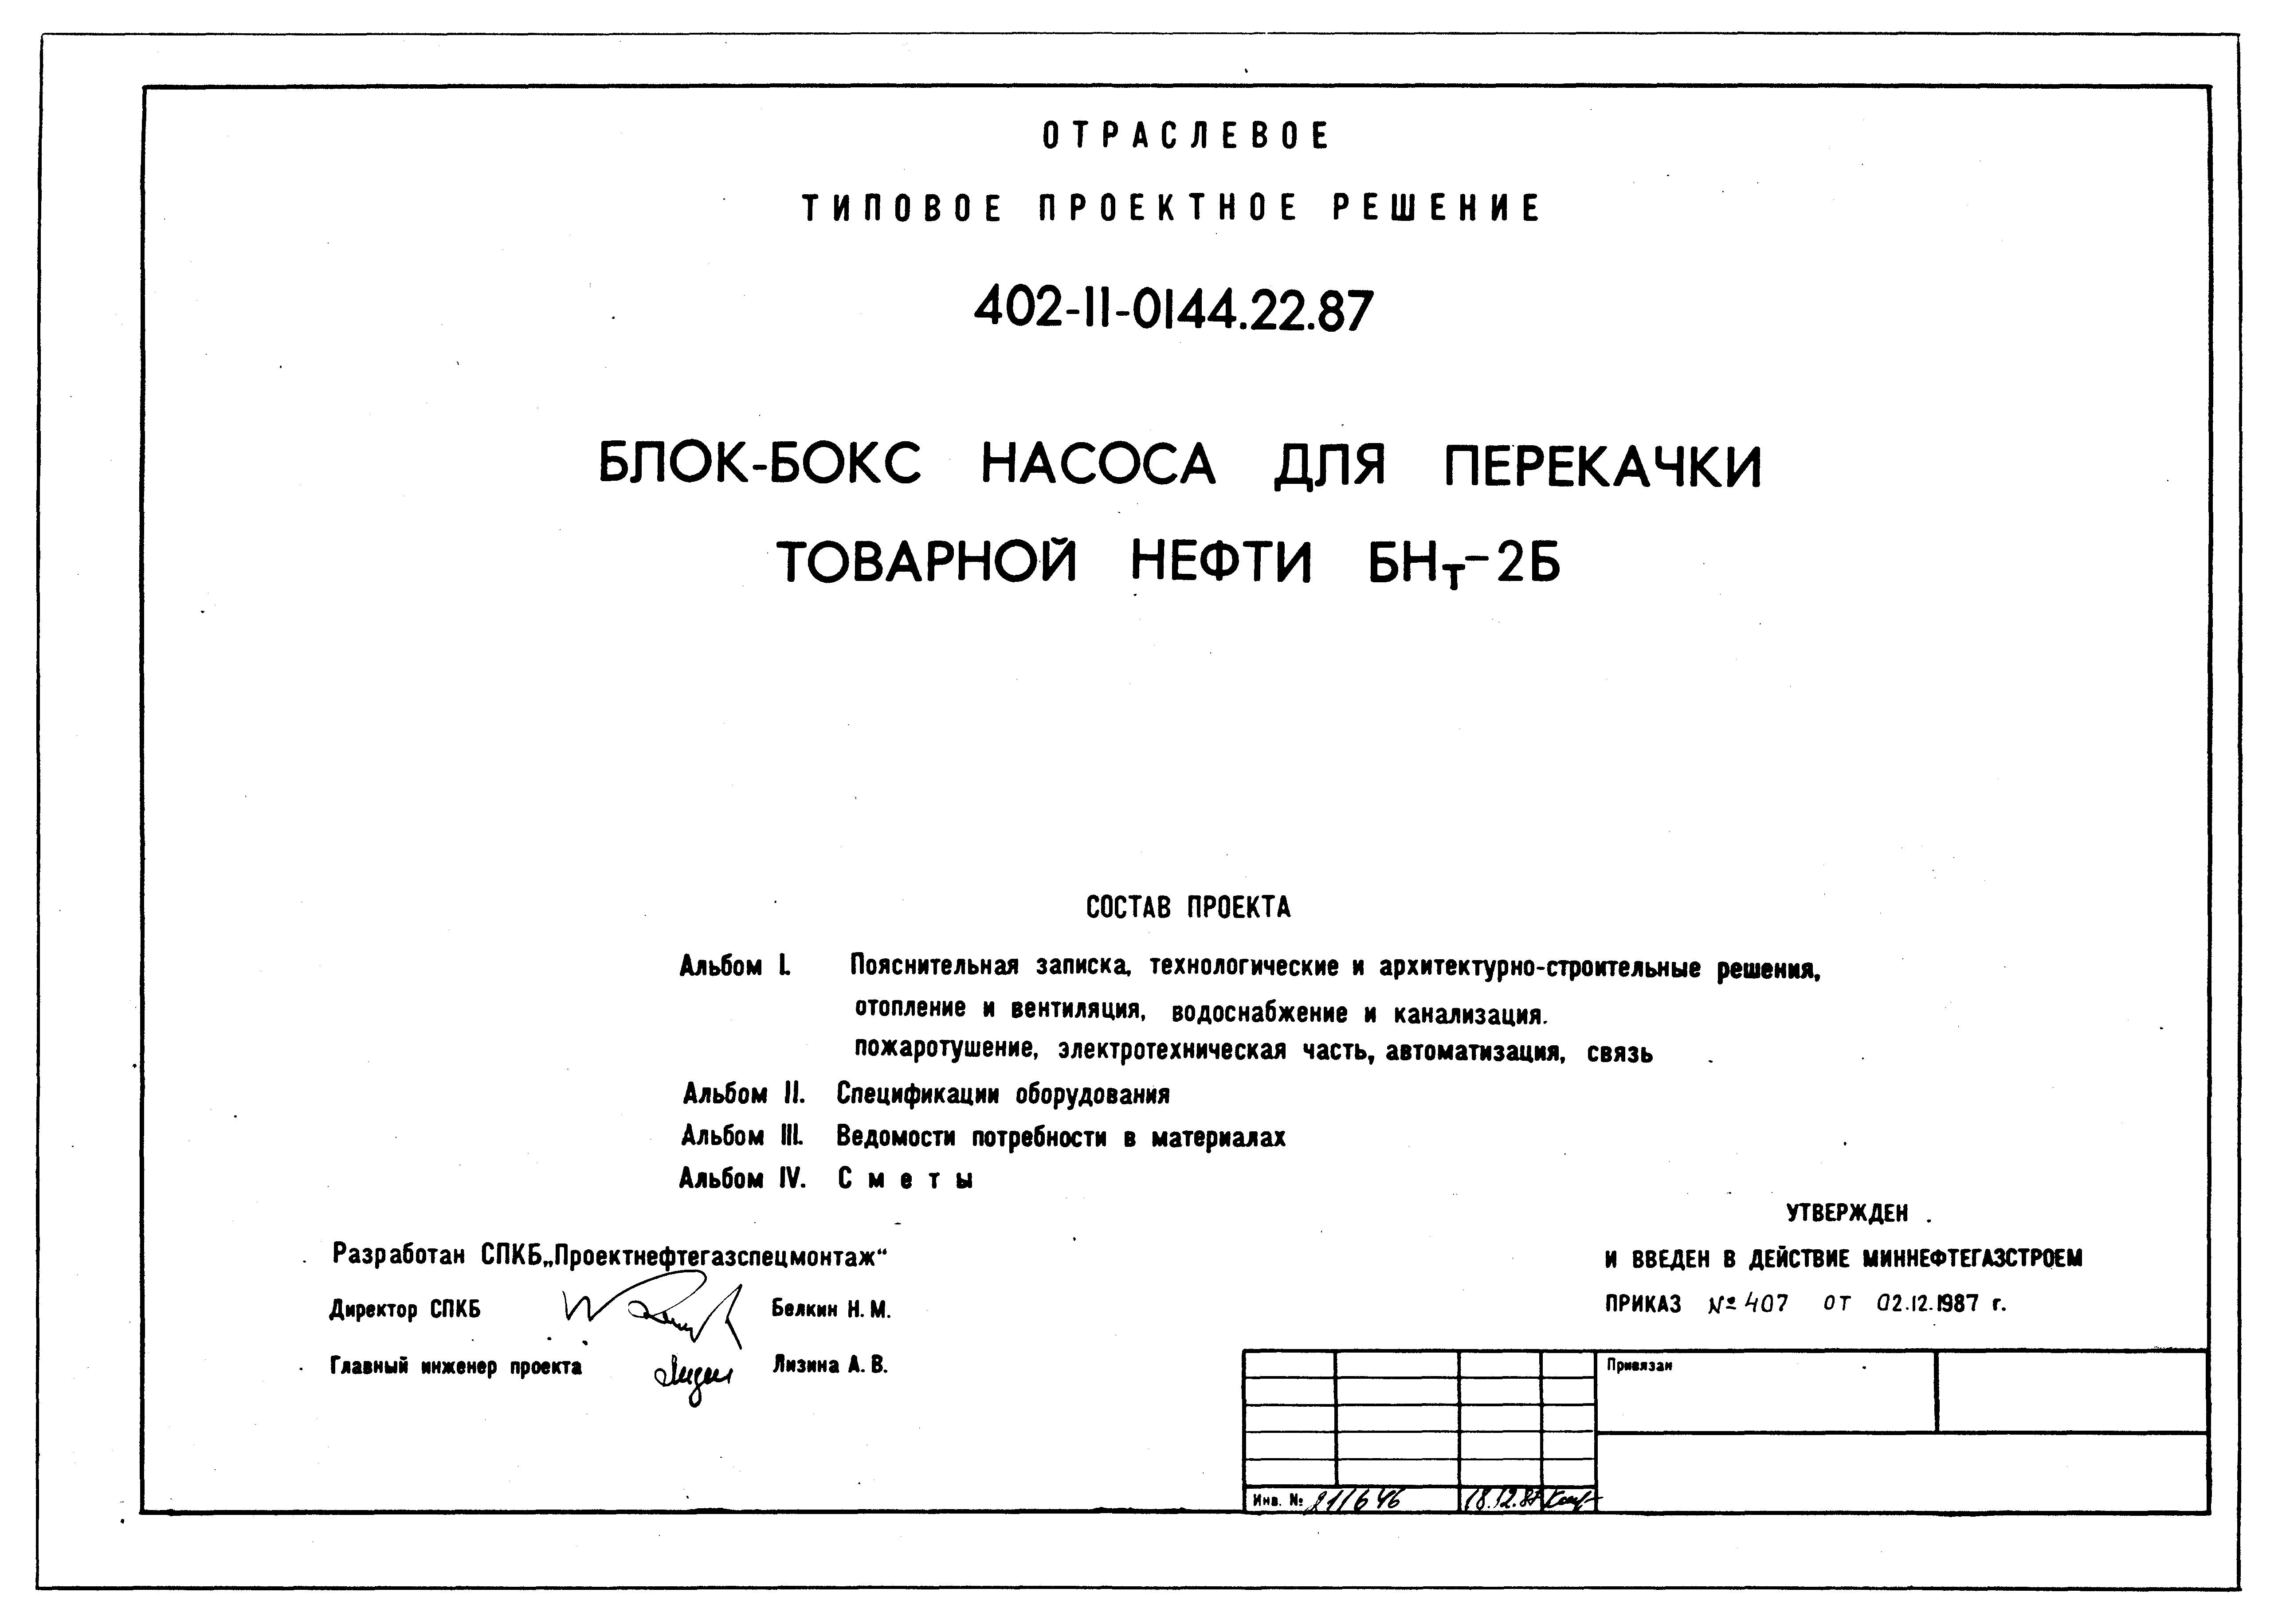 ОТРАСЛЕВОЕ
ТИПОВОЕ ПРОЕКТНОЕ РЕШЕНИЕ
402-11-0144.22.87
БЛОК-БОКС НАСОСА ДЛЯ ПЕРЕКАЧКИ
ТОВАРНОЙ НЕФТИ БНТ-2Б
СОСТАВ ПРОЕКТА
Альбом I. Пояснительная записка, технологические и архитектурно-строительные решения,
отопление и вентиляция, водоснабжение и канализация.
пожаротушение, электротехническая часть, автоматизация, связь
Альбом II. Спецификации оборудования
Альбом III. Ведомости потребности в материалах
Альбом IV. Сметы
Разработан СПКБ „Проектнефтегазспецмонтаж“
Директор СПКБ Белкин Н. М.
Главный инженер проекта Лизина А. В.
УТВЕРЖДЕН
И ВВЕДЕН В ДЕЙСТВИЕ МИННЕФТЕГАЗСТРОЕМ
ПРИКАЗ № 407 ОТ 02.12.1987 г.
Привязан
Инв. № 18.12.87